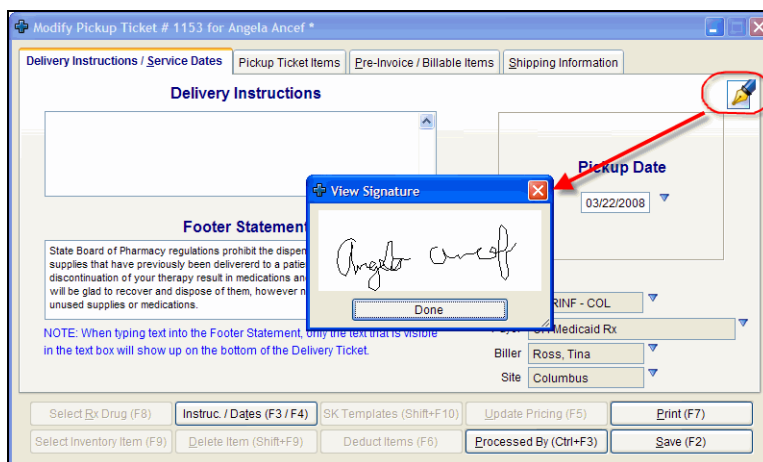 Modify Pickup Ticket # 1153 for Angela Ancef *
Delivery Instructions / Service Dates
Pickup Ticket Items
Pre-Invoice / Billable Items
Shipping Information
Delivery Instructions
Pickup Date
03/22/2008
View Signature
Angela Ancef
Done
Footer Statement
State Board of Pharmacy regulations prohibit the dispen
supplies that have previously been delivererd to a patie
discontinuation of your therapy result in medications an
will be glad to recover and dispose of them, however n
unused supplies or medications.
NOTE: When typing text into the Footer Statement, only the text that is visible
in the text box will show up on the bottom of the Delivery Ticket.
RINF - COL
Medicaid Rx
Biller Ross, Tina
Site Columbus
Select Rx Drug (F8)
Instruc. / Dates (F3 / F4)
SK Templates (Shift+F10)
Update Pricing (F5)
Print (F7)
Select Inventory Item (F9)
Delete Item (Shift+F9)
Deduct Items (F6)
Processed By (Ctrl+F3)
Save (F2)